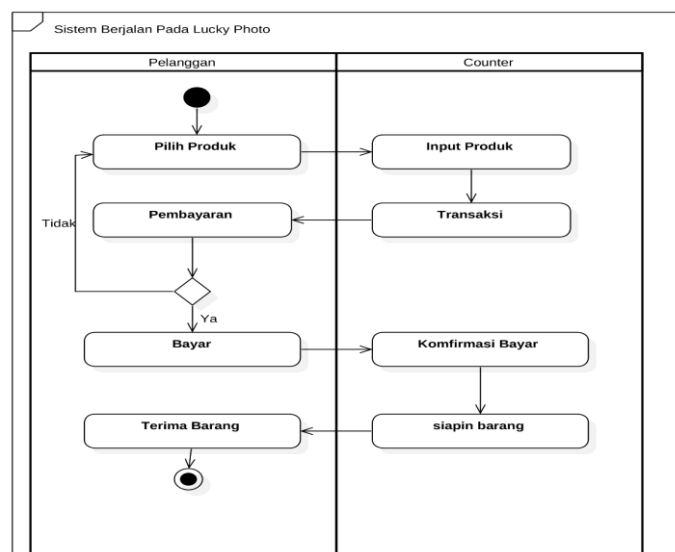 Sistem Berjalan Pada Lucky Photo
Pelanggan
Counter
Pilih Produk
Input Produk
Pembayaran
Transaksi
Tidak
Ya
Bayar
Komfirmasi Bayar
Terima Barang
siapin barang